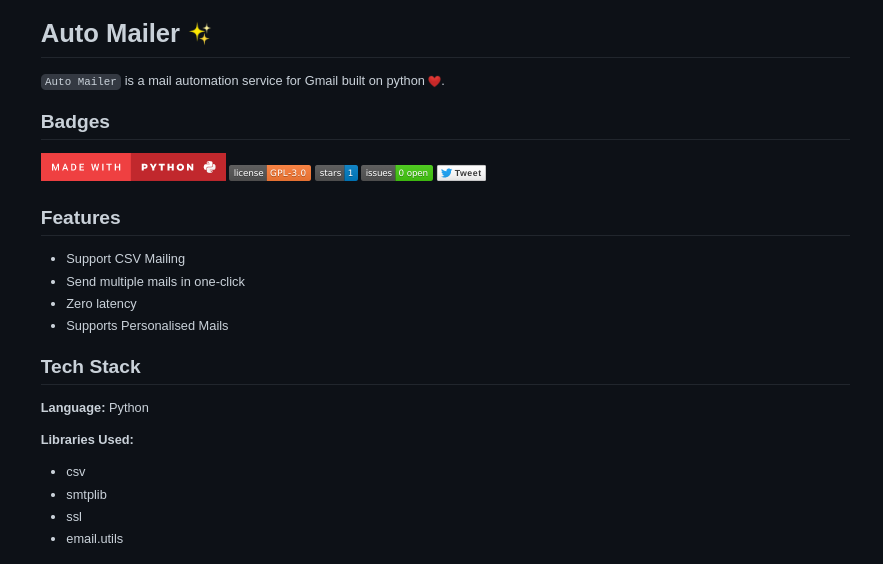 Auto Mailer ✨
Auto Mailer is a mail automation service for Gmail built on python ❤️.
Badges
MADE WITH PYTHON license GPL-3.0 stars 1 issues 0 open Tweet
Features
• Support CSV Mailing
• Send multiple mails in one-click
• Zero latency
• Supports Personalised Mails
Tech Stack
Language: Python
Libraries Used:
• csv
• smtplib
• ssl
• email.utils